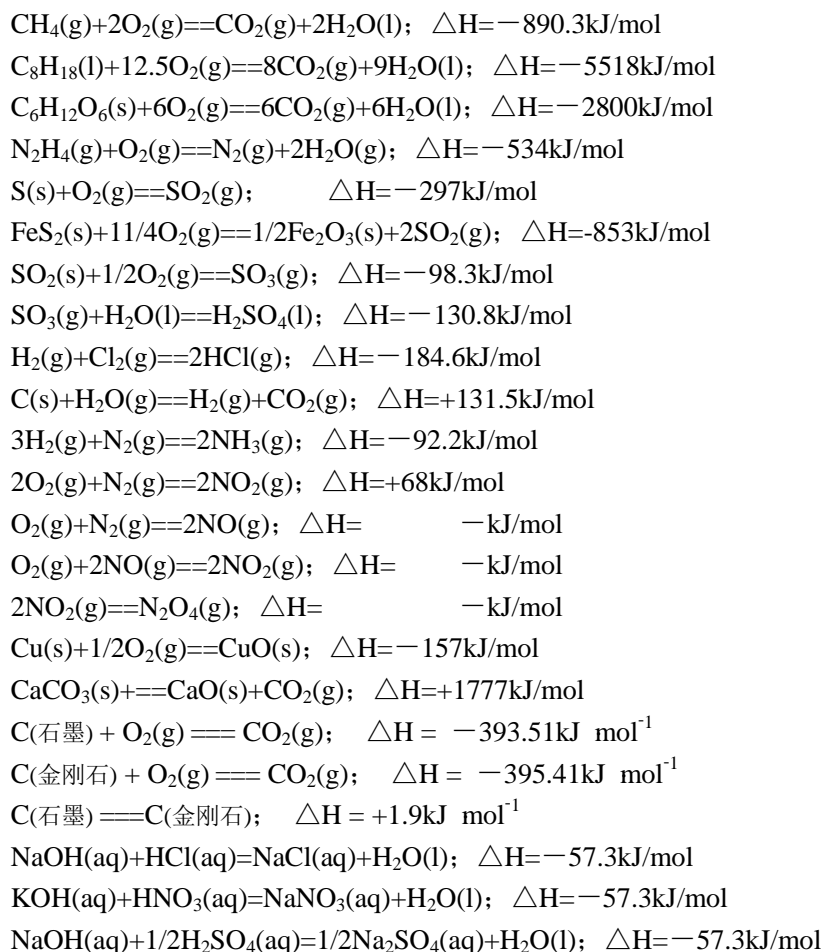 CH₄(g)+2O₂(g)==CO₂(g)+2H₂O(l)；△H=－890.3kJ/mol
C₈H₁₈(l)+12.5O₂(g)==8CO₂(g)+9H₂O(l)；△H=－5518kJ/mol
C₆H₁₂O₆(s)+6O₂(g)==6CO₂(g)+6H₂O(l)；△H=－2800kJ/mol
N₂H₄(g)+O₂(g)==N₂(g)+2H₂O(g)；△H=－534kJ/mol
S(s)+O₂(g)==SO₂(g)； △H=－297kJ/mol
FeS₂(s)+11/4O₂(g)==1/2Fe₂O₃(s)+2SO₂(g)；△H=-853kJ/mol
SO₂(s)+1/2O₂(g)==SO₃(g)；△H=－98.3kJ/mol
SO₃(g)+H₂O(l)==H₂SO₄(l)；△H=－130.8kJ/mol
H₂(g)+Cl₂(g)==2HCl(g)；△H=－184.6kJ/mol
C(s)+H₂O(g)==H₂(g)+CO₂(g)；△H=+131.5kJ/mol
3H₂(g)+N₂(g)==2NH₃(g)；△H=－92.2kJ/mol
2O₂(g)+N₂(g)==2NO₂(g)；△H=+68kJ/mol
O₂(g)+N₂(g)==2NO(g)；△H= －kJ/mol
O₂(g)+2NO(g)==2NO₂(g)；△H= －kJ/mol
2NO₂(g)==N₂O₄(g)；△H= －kJ/mol
Cu(s)+1/2O₂(g)==CuO(s)；△H=－157kJ/mol
CaCO₃(s)+==CaO(s)+CO₂(g)；△H=+1777kJ/mol
C(石墨) + O₂(g) === CO₂(g)； △H = －393.51kJ mol⁻¹
C(金刚石) + O₂(g) === CO₂(g)； △H = －395.41kJ mol⁻¹
C(石墨) ===C(金刚石)； △H = +1.9kJ mol⁻¹
NaOH(aq)+HCl(aq)=NaCl(aq)+H₂O(l)；△H=－57.3kJ/mol
KOH(aq)+HNO₃(aq)=NaNO₃(aq)+H₂O(l)；△H=－57.3kJ/mol
NaOH(aq)+1/2H₂SO₄(aq)=1/2Na₂SO₄(aq)+H₂O(l)；△H=－57.3kJ/mol